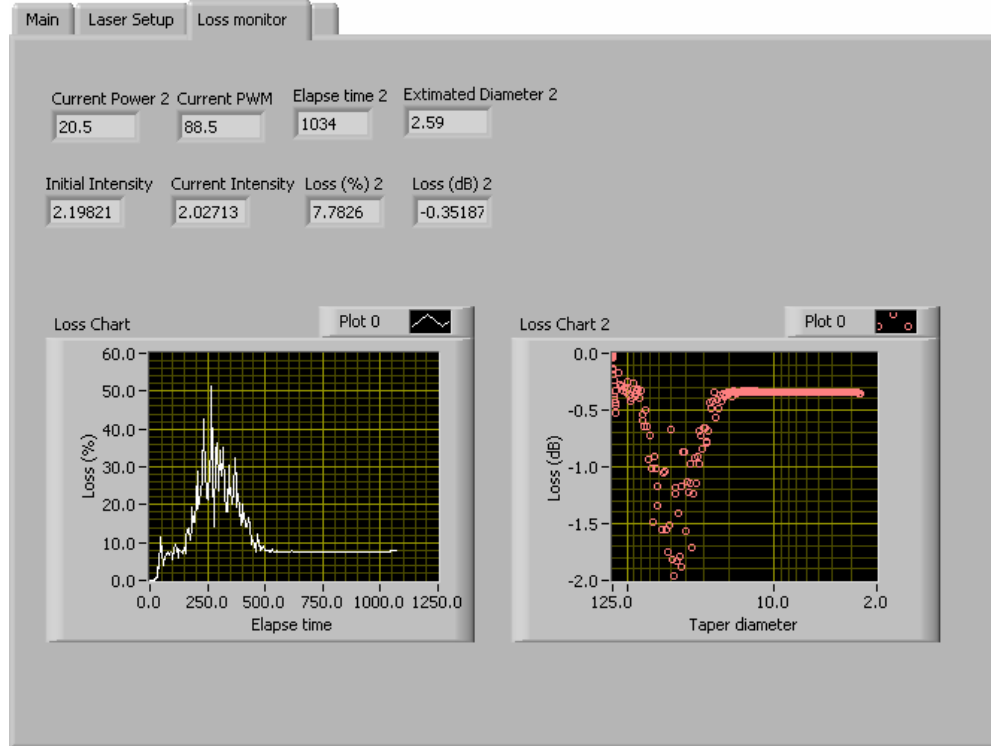 Main Laser Setup Loss monitor
Current Power 2 Current PWM Elapse time 2 Extimated Diameter 2
20.5 88.5 1034 2.59
Initial Intensity Current Intensity Loss (%) 2 Loss (dB) 2
2.19821 2.02713 7.7826 -0.35187
Loss Chart Plot 0
60.0
50.0
40.0
30.0
20.0
10.0
0.0
Loss (%)
0.0 250.0 500.0 750.0 1000.0 1250.0
Elapse time
Loss Chart 2 Plot 0
0.0
-0.5
-1.0
-1.5
-2.0
Loss (dB)
125.0 10.0 2.0
Taper diameter